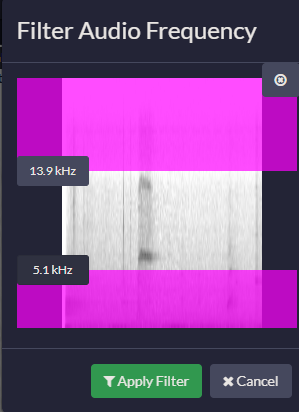 Filter Audio Frequency
13.9 kHz
5.1 kHz
Apply Filter
Cancel